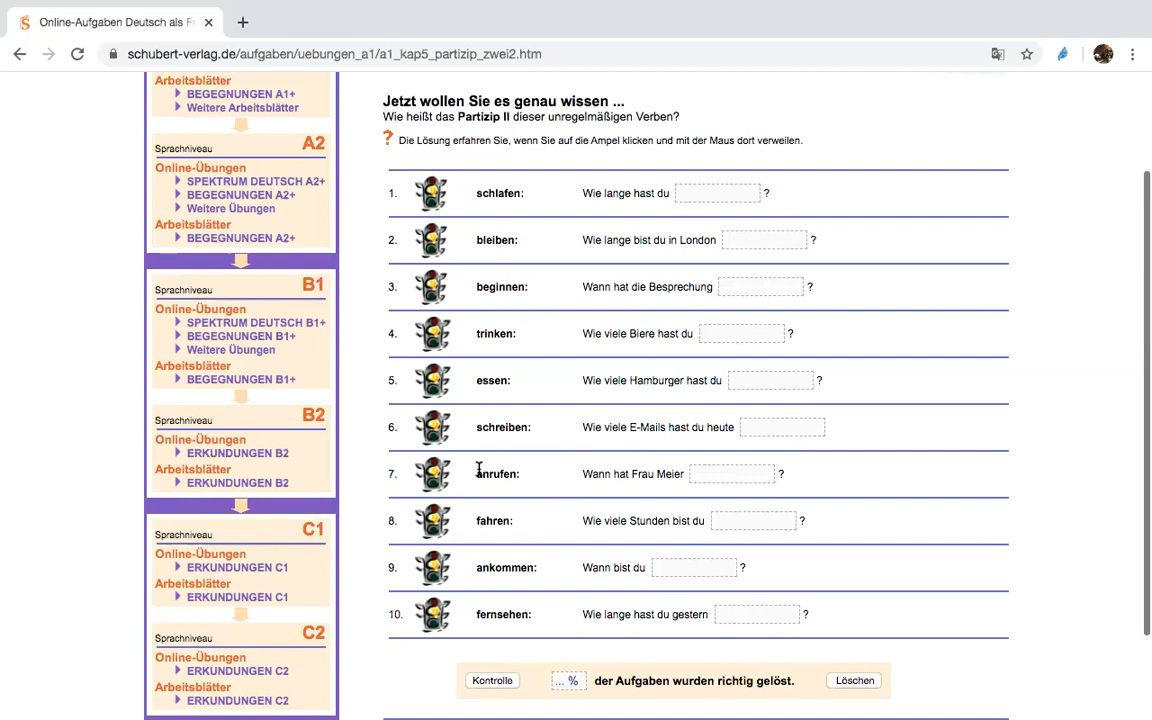 Online-Aufgaben Deutsch als Fr
schubert-verlag.de/aufgaben/uebungen_a1/a1_kap5_partizip_zwei2.htm
Arbeitsblätter
BEGEGNUNGEN A1+
Weitere Arbeitsblätter
Sprachniveau A2
Online-Übungen
SPEKTRUM DEUTSCH A2+
BEGEGNUNGEN A2+
Weitere Übungen
Arbeitsblätter
BEGEGNUNGEN A2+
Sprachniveau B1
Online-Übungen
SPEKTRUM DEUTSCH B1+
BEGEGNUNGEN B1+
Weitere Übungen
Arbeitsblätter
BEGEGNUNGEN B1+
Sprachniveau B2
Online-Übungen
ERKUNDUNGEN B2
Arbeitsblätter
ERKUNDUNGEN B2
Sprachniveau C1
Online-Übungen
ERKUNDUNGEN C1
Arbeitsblätter
ERKUNDUNGEN C1
Sprachniveau C2
Online-Übungen
ERKUNDUNGEN C2
Arbeitsblätter
ERKUNDUNGEN C2
Jetzt wollen Sie es genau wissen ...
Wie heißt das Partizip II dieser unregelmäßigen Verben?
? Die Lösung erfahren Sie, wenn Sie auf die Ampel klicken und mit der Maus dort verweilen.
1. schlafen: Wie lange hast du ?
2. bleiben: Wie lange bist du in London ?
3. beginnen: Wann hat die Besprechung ?
4. trinken: Wie viele Biere hast du ?
5. essen: Wie viele Hamburger hast du ?
6. schreiben: Wie viele E-Mails hast du heute
7. anrufen: Wann hat Frau Meier ?
8. fahren: Wie viele Stunden bist du ?
9. ankommen: Wann bist du ?
10. fernsehen: Wie lange hast du gestern ?
Kontrolle ... % der Aufgaben wurden richtig gelöst. Löschen